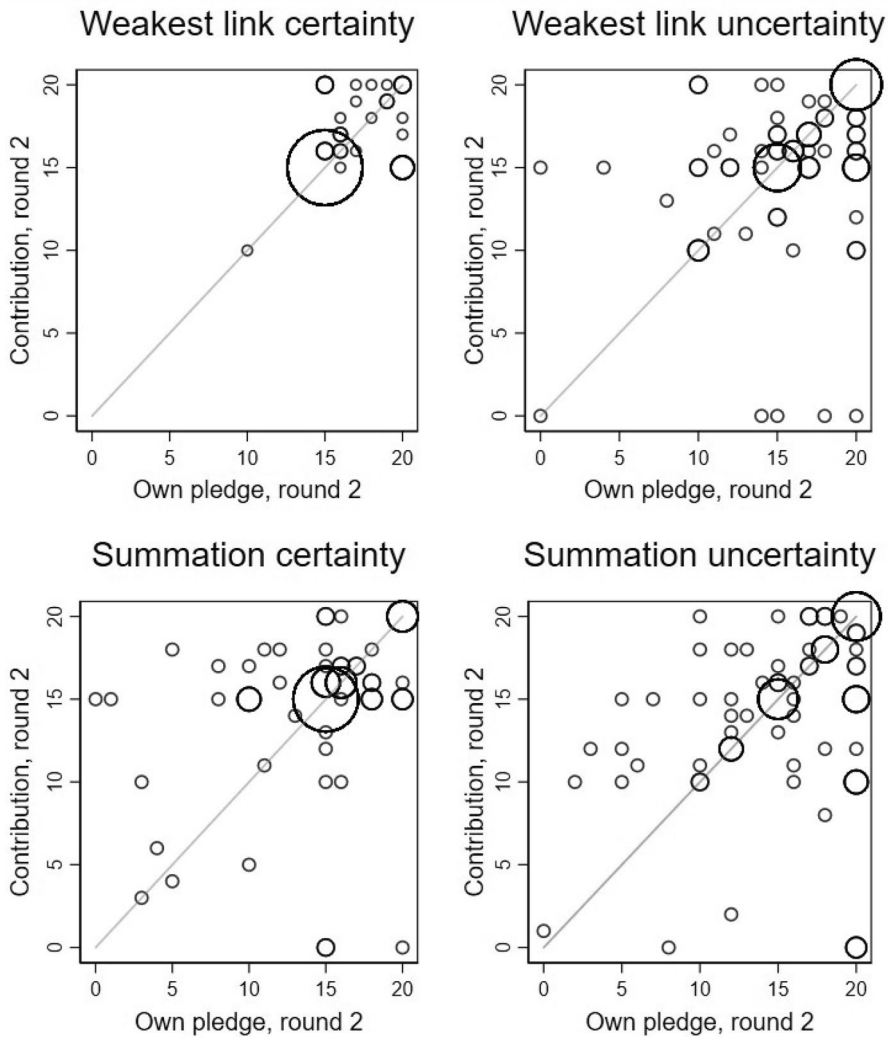 Weakest link certainty
Contribution, round 2
20
15
10
5
0
0 5 10 15 20
Own pledge, round 2
Weakest link uncertainty
Contribution, round 2
20
15
10
5
0
0 5 10 15 20
Own pledge, round 2
Summation certainty
Contribution, round 2
20
15
10
5
0
0 5 10 15 20
Own pledge, round 2
Summation uncertainty
Contribution, round 2
20
15
10
5
0
0 5 10 15 20
Own pledge, round 2